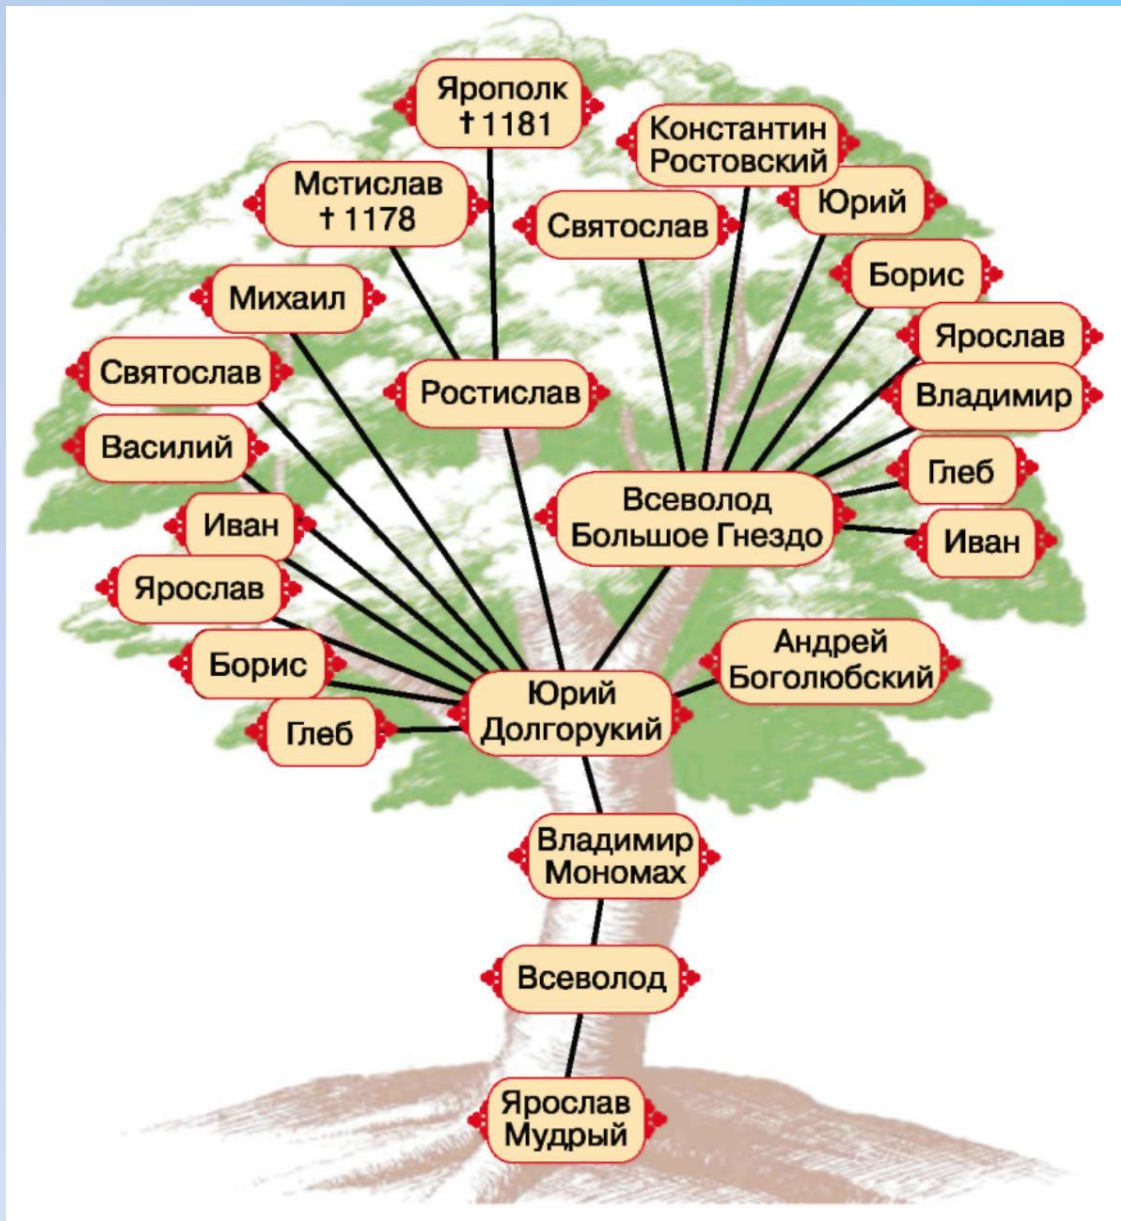 Ярополк
✝1181
Константин
Ростовский
Мстислав
✝1178
Юрий
Святослав
Борис
Михаил
Ярослав
Святослав
Ростислав
Владимир
Василий
Глеб
Всеволод
Большое Гнездо
Иван
Иван
Ярослав
Андрей
Боголюбский
Борис
Юрий
Долгорукий
Глеб
Владимир
Мономах
Всеволод
Ярослав
Мудрый